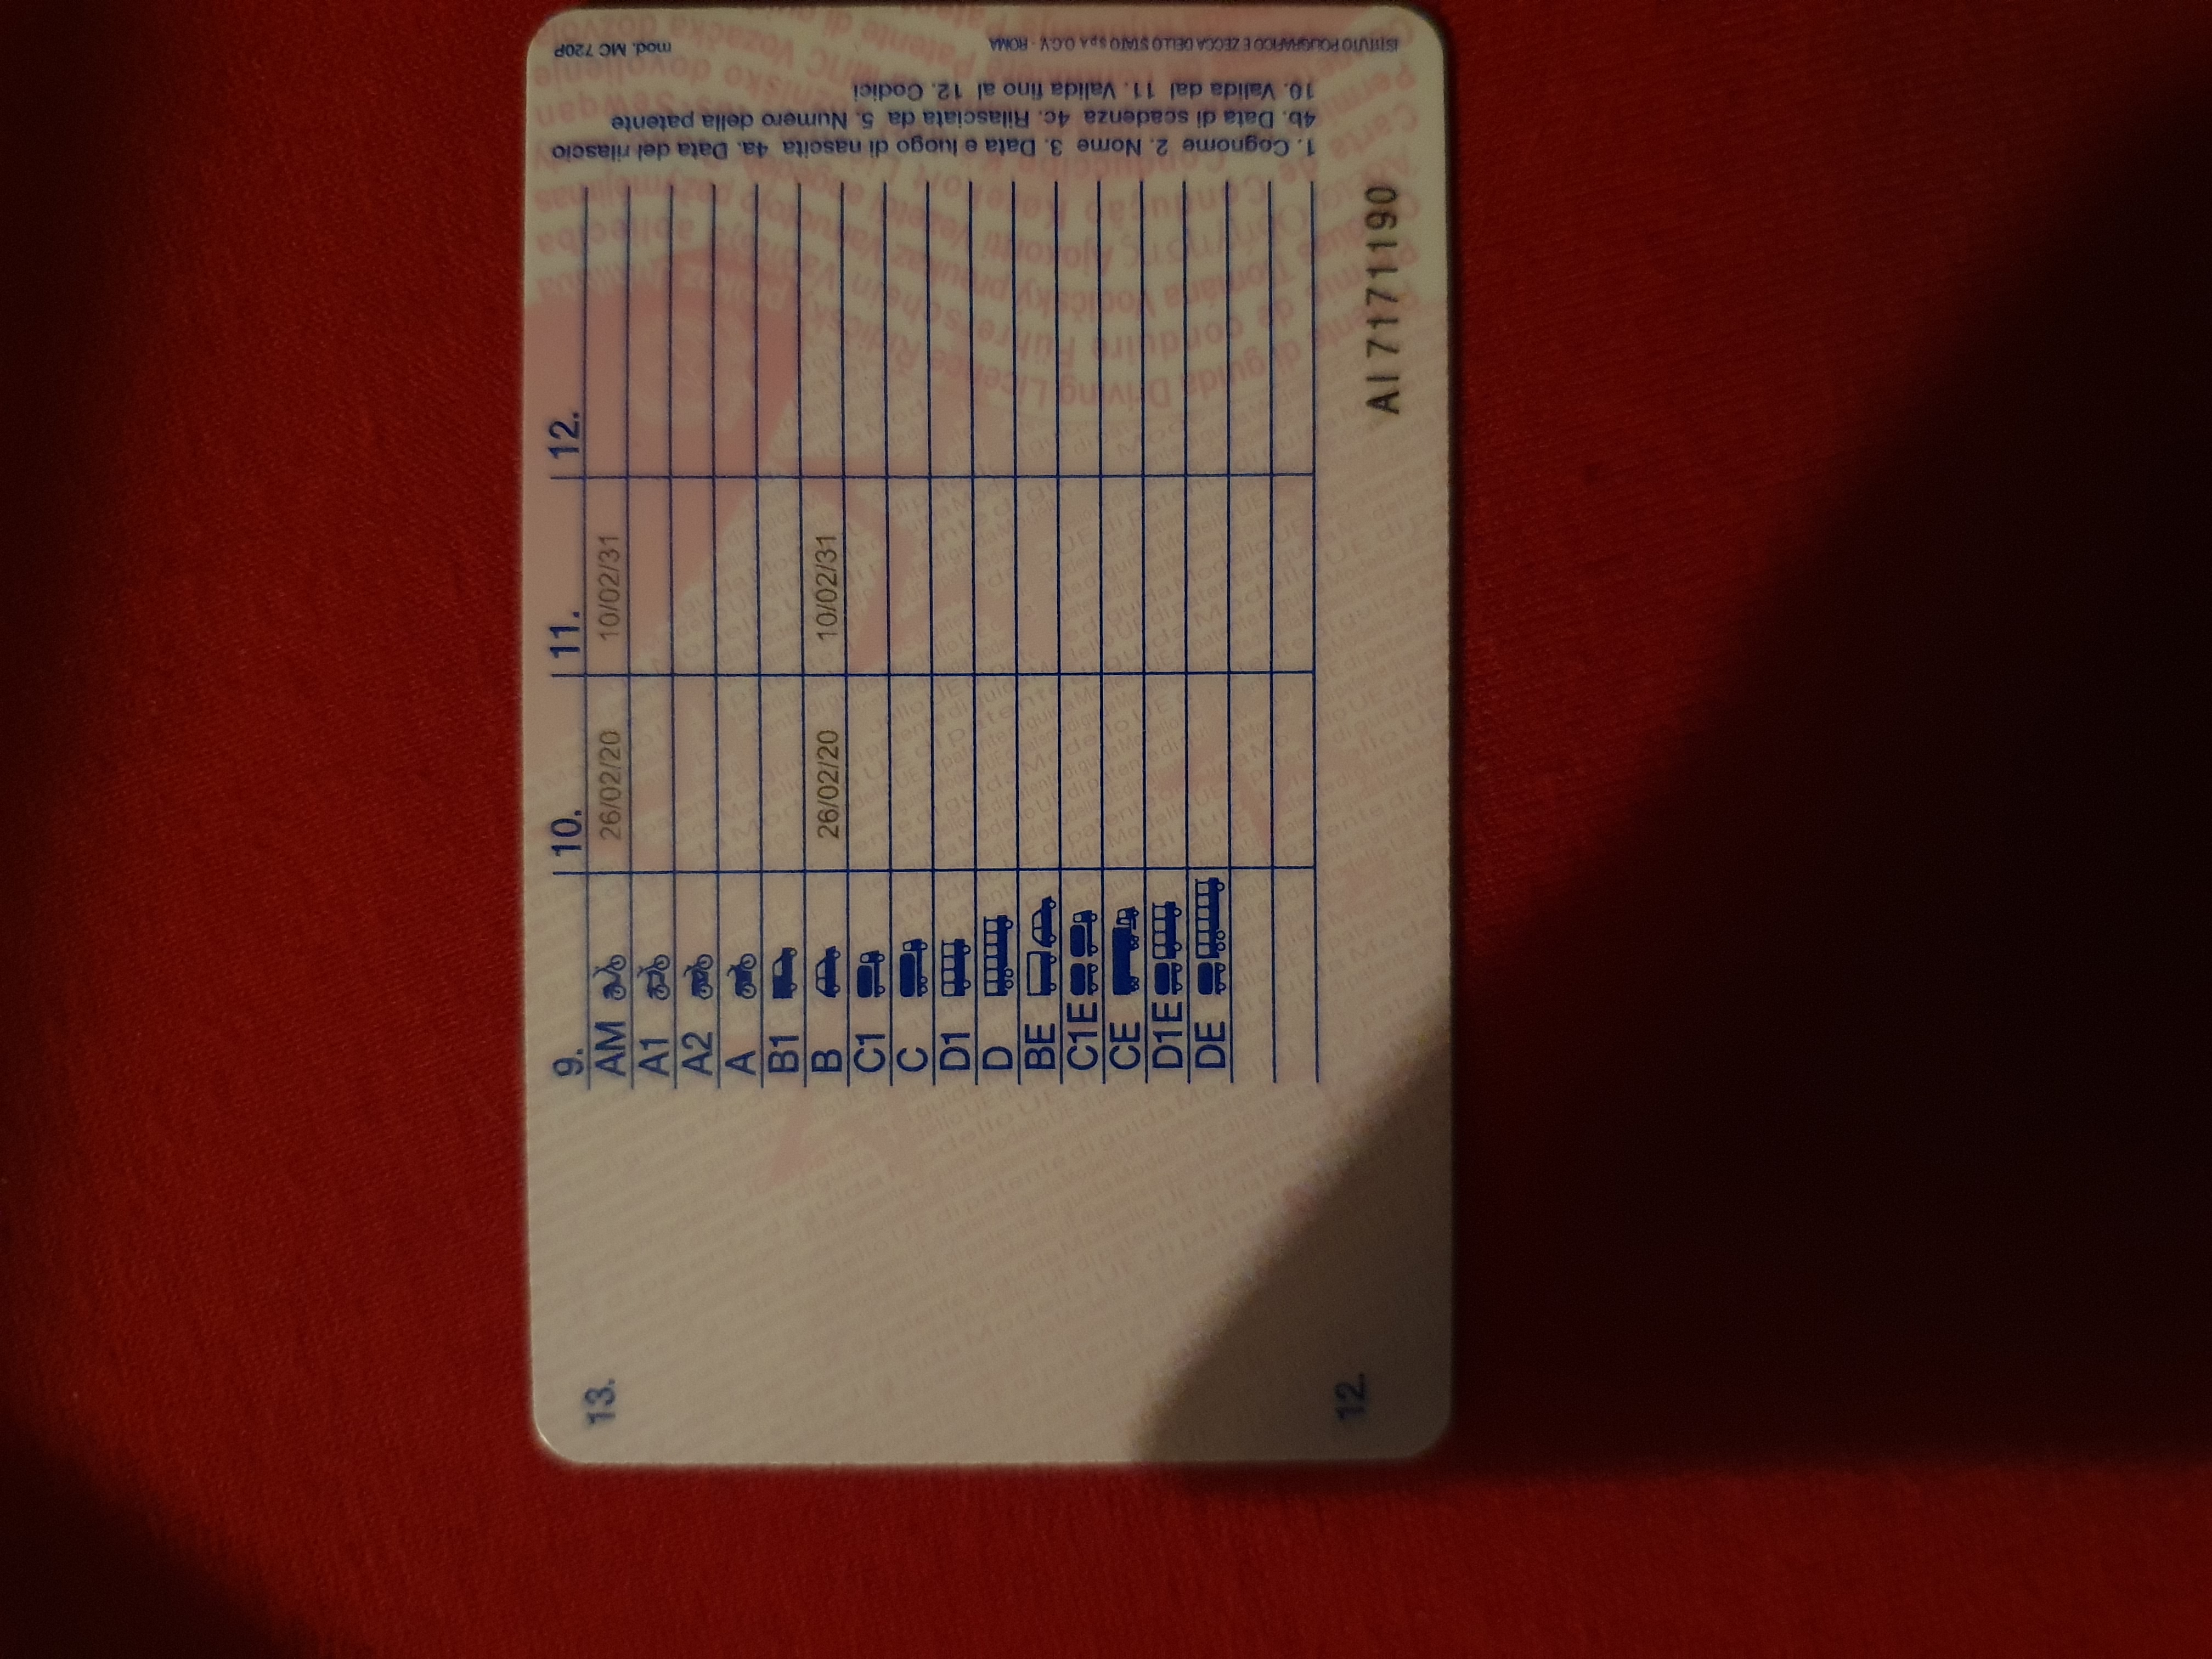 13.
9. 10. 11. 12.
AM 26/02/20 10/02/31
A1
A2
A
B1
B 26/02/20 10/02/31
C1
C
D1
D
BE
C1E
CE
D1E
DE
12.
AI 7171190
1. Cognome 2. Nome 3. Data e luogo di nascita 4a. Data del rilascio
4b. Data di scadenza 4c. Rilasciata da 5. Numero della patente
10. Valida dal 11. Valida fino al 12. Codici
ISTITUTO POLIGRAFICO E ZECCA DELLO STATO S.p.A. O.C.V. - ROMA
mod. MC 720P